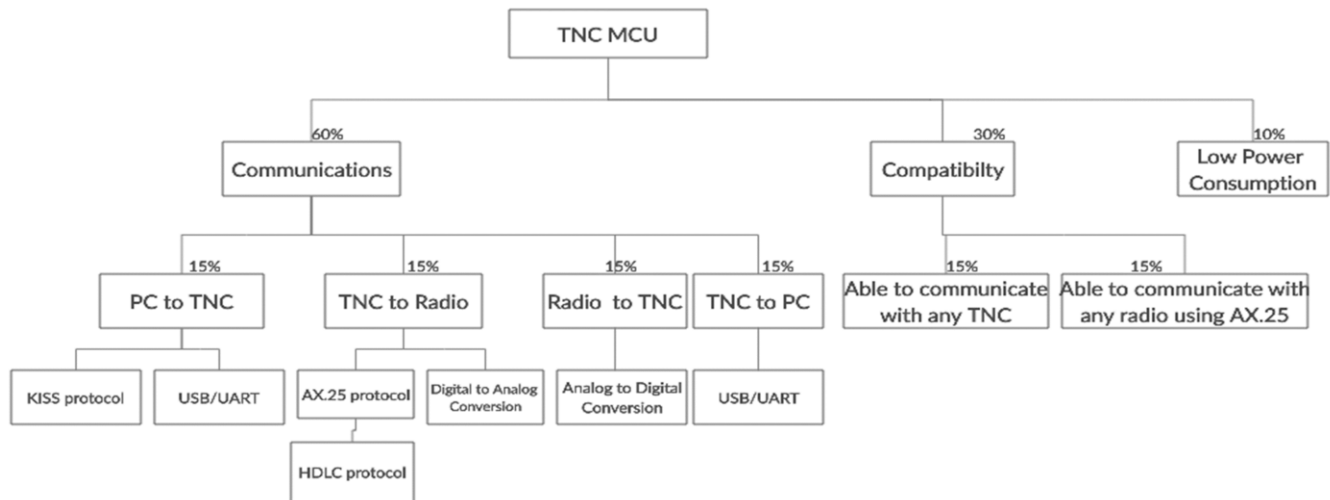 TNC MCU
60%
30%
10%
Communications
Compatibilty
Low Power
Consumption
15%
15%
15%
15%
15%
15%
PC to TNC
TNC to Radio
Radio to TNC
TNC to PC
Able to communicate
with any TNC
Able to communicate with
any radio using AX.25
KISS protocol
USB/UART
AX.25 protocol
Digital to Analog
Conversion
Analog to Digital
Conversion
USB/UART
HDLC protocol